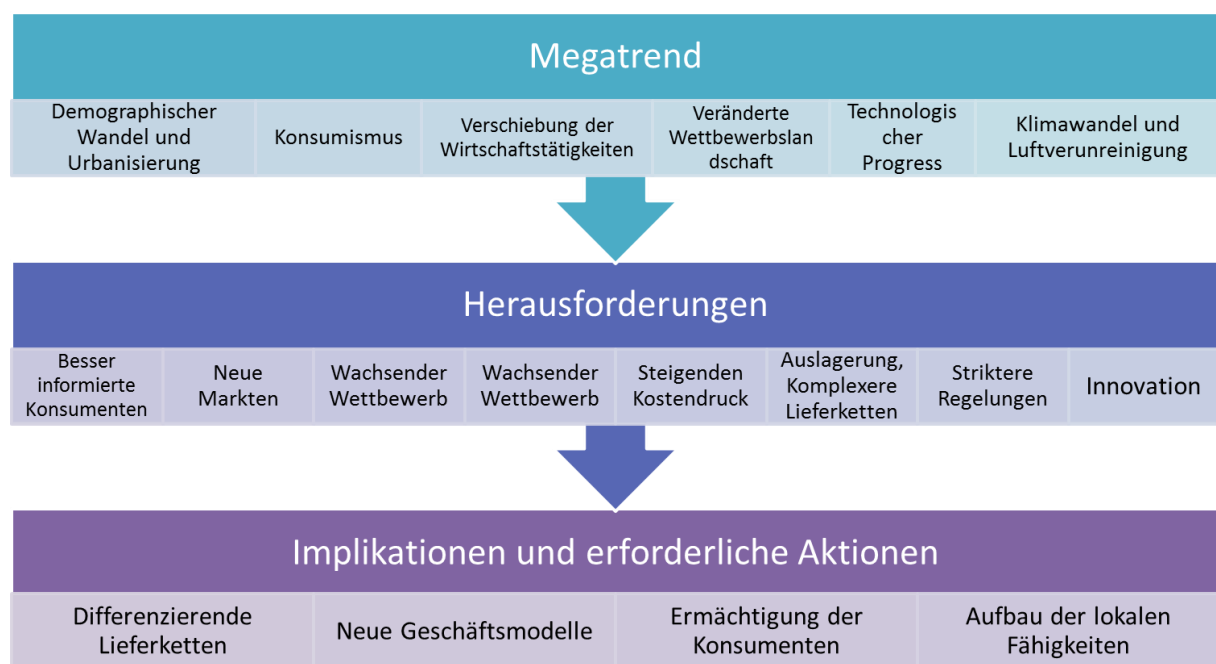 Megatrend
Demographischer
Wandel und
Urbanisierung
Konsumismus
Verschiebung der
Wirtschaftstätigkeiten
Veränderte
Wettbewerbslan
dschaft
Technologis
cher
Progress
Klimawandel und
Luftverunreinigung
Herausforderungen
Besser
informierte
Konsumenten
Neue
Markten
Wachsender
Wettbewerb
Wachsender
Wettbewerb
Steigenden
Kostendruck
Auslagerung,
Komplexere
Lieferketten
Striktere
Regelungen
Innovation
Implikationen und erforderliche Aktionen
Differenzierende
Lieferketten
Neue Geschäftsmodelle
Ermächtigung der
Konsumenten
Aufbau der lokalen
Fähigkeiten